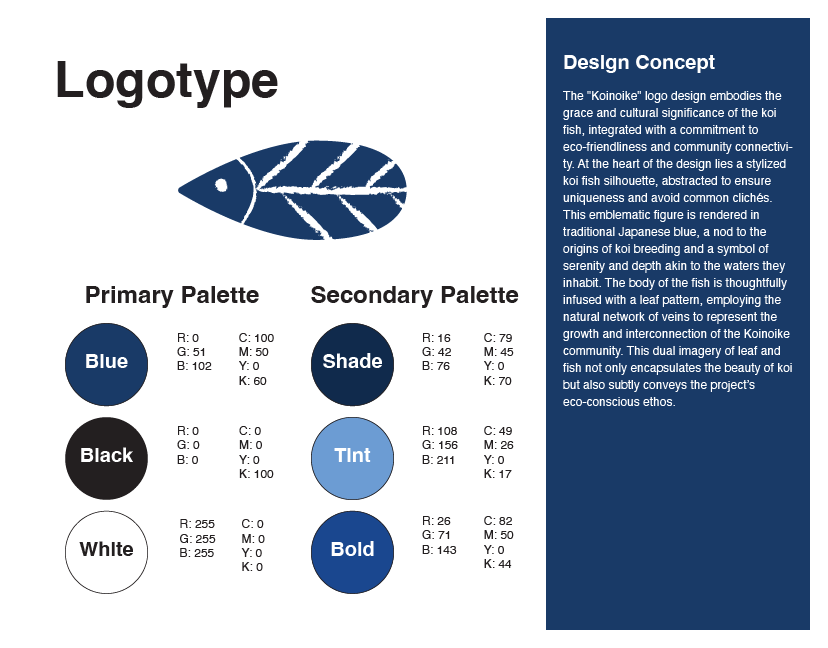 Logotype
Primary Palette
Blue
R: 0
G: 51
B: 102
C: 100
M: 50
Y: 0
K: 60
Black
R: 0
G: 0
B: 0
C: 0
M: 0
Y: 0
K: 100
White
R: 255
G: 255
B: 255
C: 0
M: 0
Y: 0
K: 0
Secondary Palette
Shade
R: 16
G: 42
B: 76
C: 79
M: 45
Y: 0
K: 70
Tint
R: 108
G: 156
B: 211
C: 49
M: 26
Y: 0
K: 17
Bold
R: 26
G: 71
B: 143
C: 82
M: 50
Y: 0
K: 44
Design Concept
The "Koinoike" logo design embodies the
grace and cultural significance of the koi
fish, integrated with a commitment to
eco-friendliness and community connectivi-
ty. At the heart of the design lies a stylized
koi fish silhouette, abstracted to ensure
uniqueness and avoid common clichés.
This emblematic figure is rendered in
traditional Japanese blue, a nod to the
origins of koi breeding and a symbol of
serenity and depth akin to the waters they
inhabit. The body of the fish is thoughtfully
infused with a leaf pattern, employing the
natural network of veins to represent the
growth and interconnection of the Koinoike
community. This dual imagery of leaf and
fish not only encapsulates the beauty of koi
but also subtly conveys the project's
eco-conscious ethos.